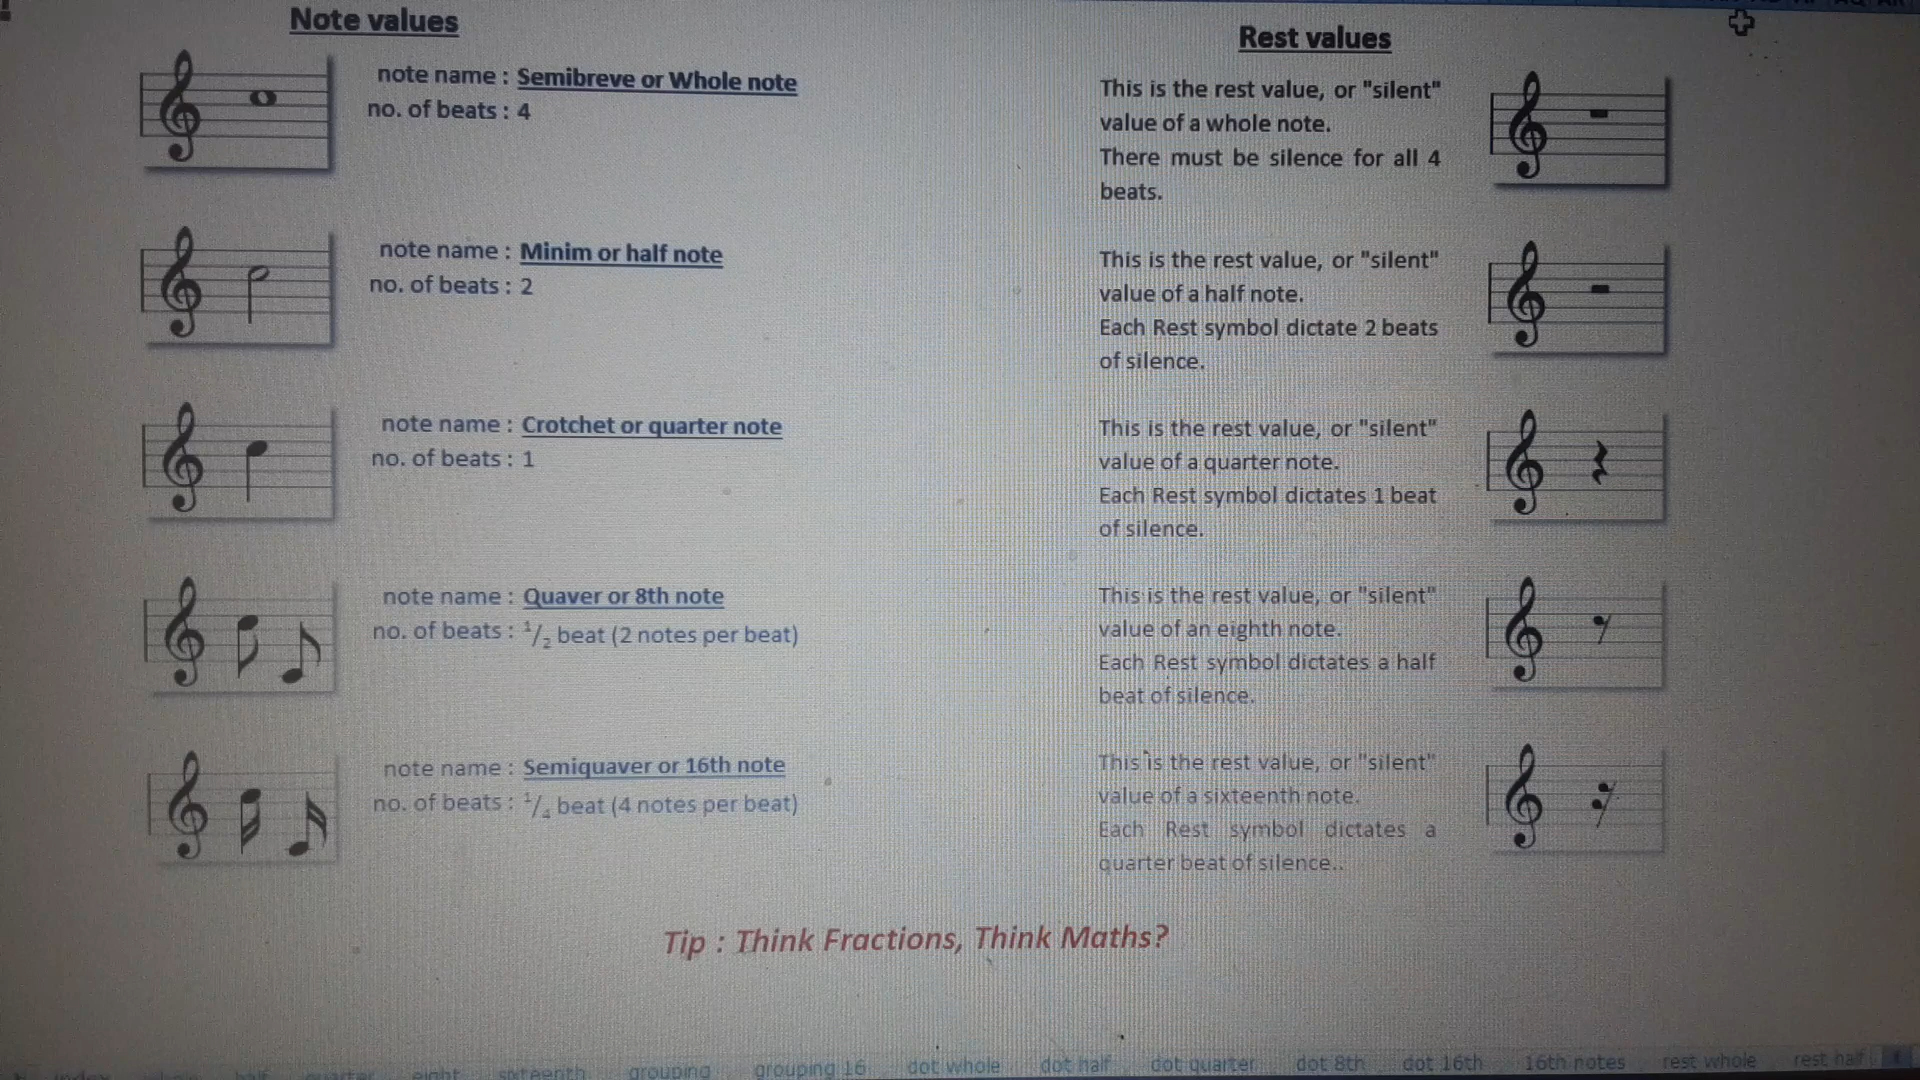 Note values
note name : Semibreve or Whole note
no. of beats : 4
note name : Minim or half note
no. of beats : 2
note name : Crotchet or quarter note
no. of beats : 1
note name : Quaver or 8th note
no. of beats : 1/2 beat (2 notes per beat)
note name : Semiquaver or 16th note
no. of beats : 1/4 beat (4 notes per beat)
Rest values
This is the rest value, or "silent"
value of a whole note.
There must be silence for all 4
beats.
This is the rest value, or "silent"
value of a half note.
Each Rest symbol dictate 2 beats
of silence.
This is the rest value, or "silent"
value of a quarter note.
Each Rest symbol dictates 1 beat
of silence.
This is the rest value, or "silent"
value of an eighth note.
Each Rest symbol dictates a half
beat of silence.
This is the rest value, or "silent"
value of a sixteenth note.
Each Rest symbol dictates a
quarter beat of silence..
Tip : Think Fractions, Think Maths?
index whole half quarter eight sixteenth grouping grouping 16 dot whole dot half dot quarter dot 8th dot 16th 16th notes rest whole rest half